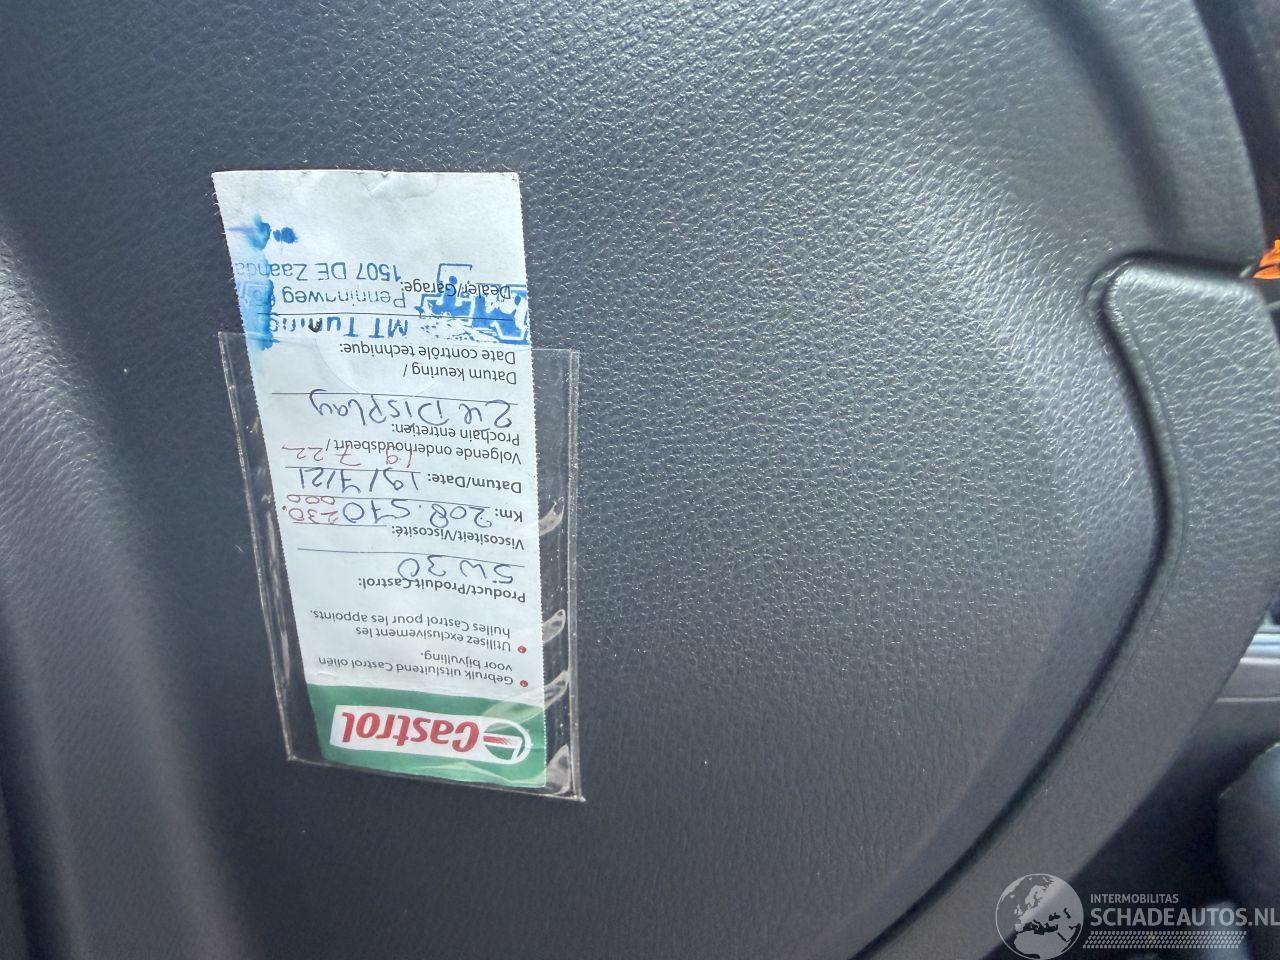 Castrol
• Gebruik uitsluitend Castrol oliën
voor bijvulling.
• Utilisez exclusivement les
huiles Castrol pour les appoints.
Product/Produit Castrol:
5W30
Viscositeit/Viscosité:
Km: 208.510 230.
000
Datum/Date: 19/7/21
19 7 22
Volgende onderhoudsbeurt/
Prochain entretien:
Zie Display
Datum keuring /
Date contrôle technique:
MT Tuning
Penningweg
Dealer/Garage:
1507 DE Zaanda
INTERMOBILITAS
SCHADEAUTOS.NL